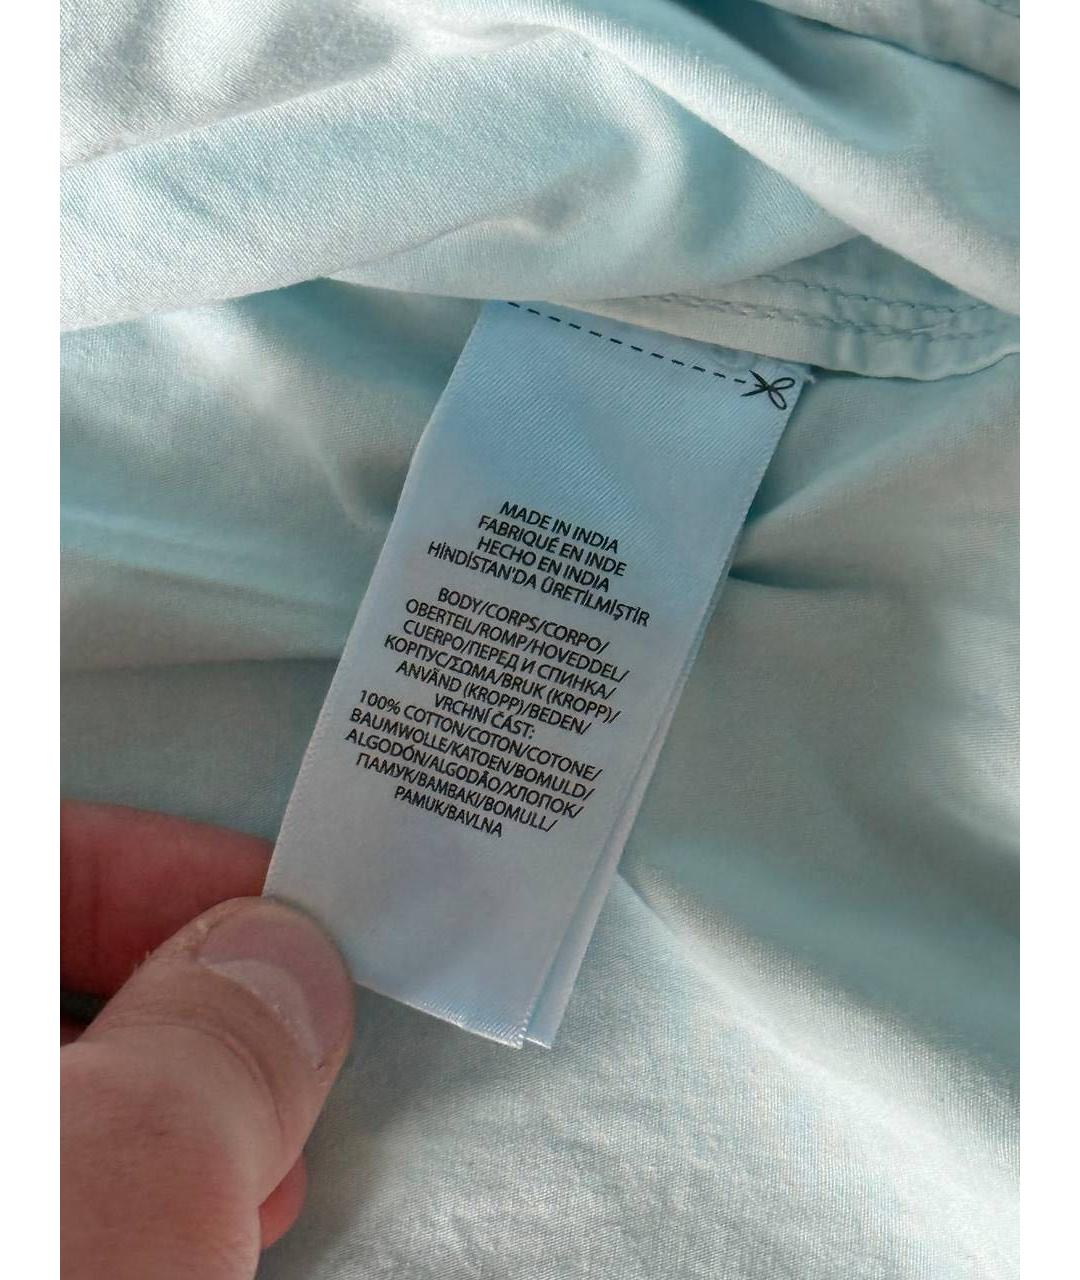 MADE IN INDIA
FABRIQUÉ EN INDE
HECHO EN INDIA
HİNDİSTAN'DA ÜRETİLMİŞTİR
BODY/CORPS/CORPO/
OBERTEIL/ROMP/HOVEDDEL/
CUERPO/ПЕРЕД И СПИНКА/
КОРПУС/ΣΩΜΑ/BRUK (KROPP)/
ANVÄND (KROPP)/BEDEN/
VRCHNÍ ČÁST:
100% COTTON/COTON/COTONE/
BAUMWOLLE/KATOEN/BOMULD/
ALGODÓN/ALGODÃO/ХЛОПОК/
ПАМУК/BAMBAKI/BOMULL/
PAMUK/BAVLNA